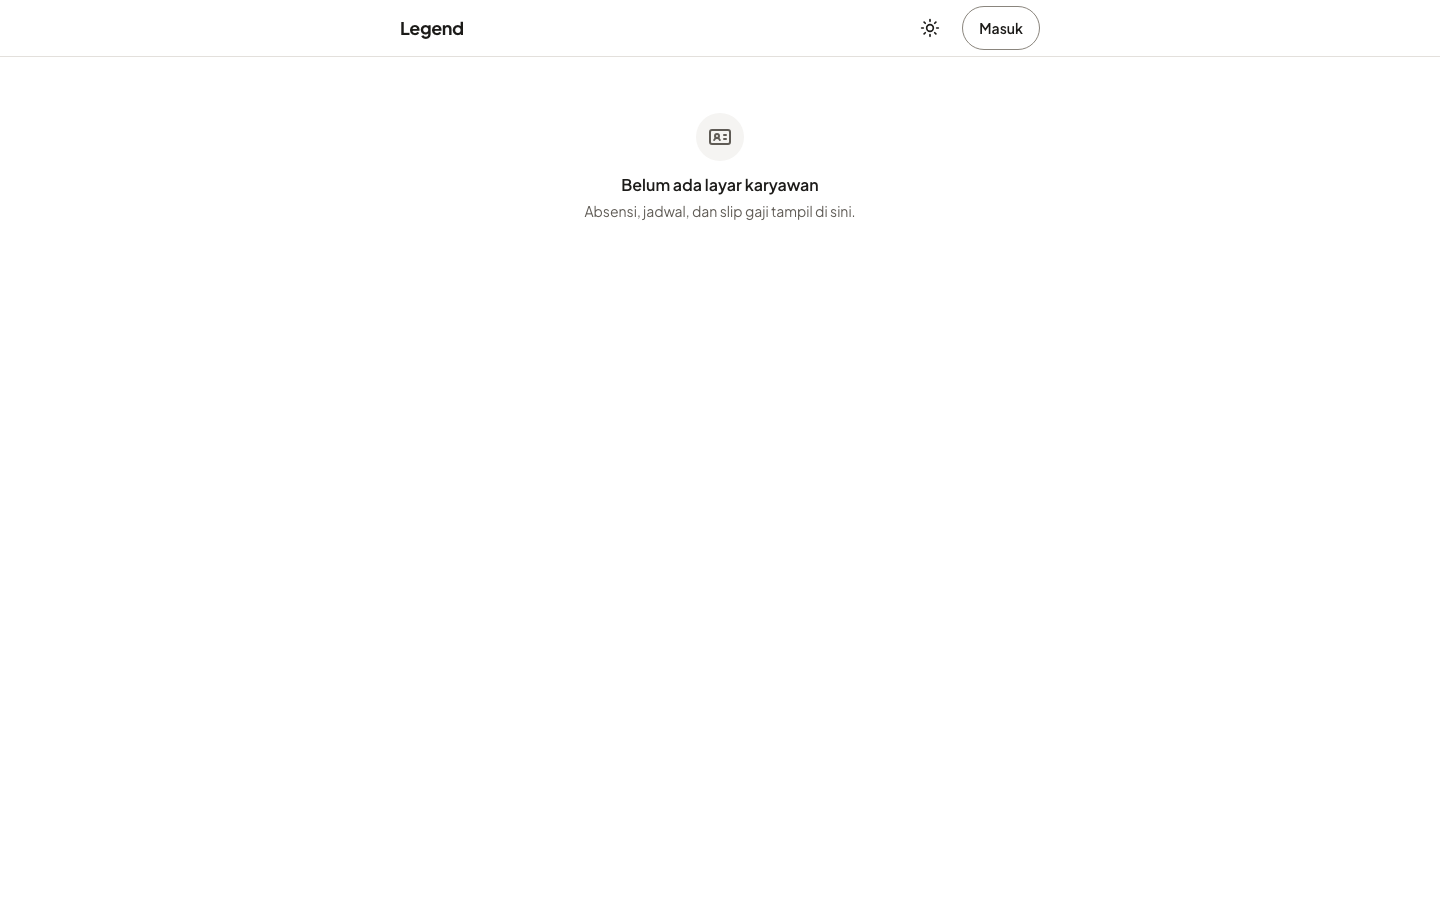 Legend
Masuk
Belum ada layar karyawan
Absensi, jadwal, dan slip gaji tampil di sini.